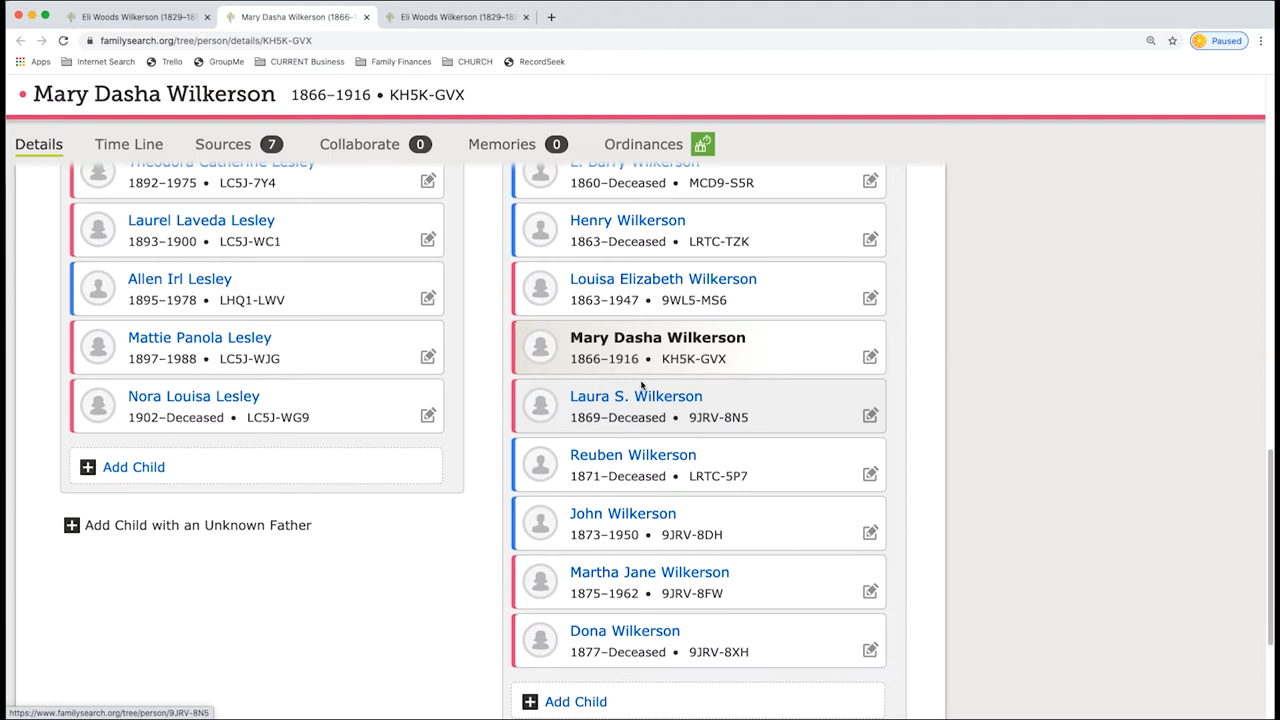 Eli Woods Wilkerson (1829–18
Mary Dasha Wilkerson (1866–
Eli Woods Wilkerson (1829–18
familysearch.org/tree/person/details/KH5K-GVX
Paused
Apps
Internet Search
Trello
GroupMe
CURRENT Business
Family Finances
CHURCH
RecordSeek
Mary Dasha Wilkerson 1866–1916 • KH5K-GVX
Details
Time Line
Sources 7
Collaborate 0
Memories 0
Ordinances
Theodora Catherine Lesley
1892–1975 • LC5J-7Y4
Laurel Laveda Lesley
1893–1900 • LC5J-WC1
Allen Irl Lesley
1895–1978 • LHQ1-LWV
Mattie Panola Lesley
1897–1988 • LC5J-WJG
Nora Louisa Lesley
1902–Deceased • LC5J-WG9
Add Child
Add Child with an Unknown Father
L. Barry Wilkerson
1860–Deceased • MCD9-S5R
Henry Wilkerson
1863–Deceased • LRTC-TZK
Louisa Elizabeth Wilkerson
1863–1947 • 9WL5-MS6
Mary Dasha Wilkerson
1866–1916 • KH5K-GVX
Laura S. Wilkerson
1869–Deceased • 9JRV-8N5
Reuben Wilkerson
1871–Deceased • LRTC-5P7
John Wilkerson
1873–1950 • 9JRV-8DH
Martha Jane Wilkerson
1875–1962 • 9JRV-8FW
Dona Wilkerson
1877–Deceased • 9JRV-8XH
Add Child
https://www.familysearch.org/tree/person/9JRV-8N5